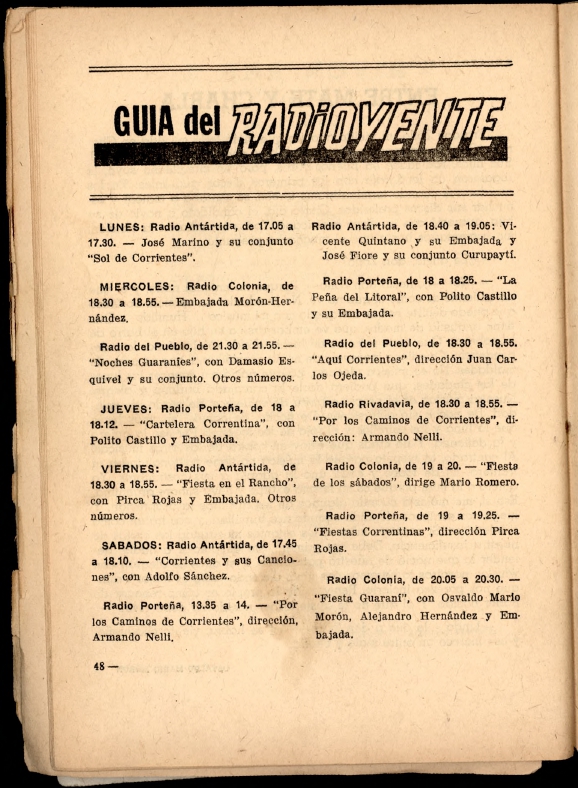 GUIA del RADIOYENTE
LUNES: Radio Antártida, de 17.05 a
17.30. — José Marino y su conjunto
"Sol de Corrientes".
MIERCOLES: Radio Colonia, de
18.30 a 18.55. — Embajada Morón-Her-
nández.
Radio del Pueblo, de 21.30 a 21.55. —
"Noches Guaraníes", con Damasio Es-
quivel y su conjunto. Otros números.
JUEVES: Radio Porteña, de 18 a
18.12. — "Cartelera Correntina", con
Polito Castillo y Embajada.
VIERNES: Radio Antártida, de
18.30 a 18.55. — "Fiesta en el Rancho",
con Pirca Rojas y Embajada. Otros
números.
SABADOS: Radio Antártida, de 17.45
a 18.10. — "Corrientes y sus Cancio-
nes", con Adolfo Sánchez.
Radio Porteña, 13.35 a 14. — "Por
los Caminos de Corrientes", dirección,
Armando Nelli.
Radio Antártida, de 18.40 a 19.05: Vi-
cente Quintano y su Embajada y
José Fiore y su conjunto Curupaytí.
Radio Porteña, de 18 a 18.25. — "La
Peña del Litoral", con Polito Castillo
y su Embajada.
Radio del Pueblo, de 18.30 a 18.55.
"Aquí Corrientes", dirección Juan Car-
los Ojeda.
Radio Rivadavia, de 18.30 a 18.55. —
"Por los Caminos de Corrientes", di-
rección: Armando Nelli.
Radio Colonia, de 19 a 20. — "Fiesta
de los sábados", dirige Mario Romero.
Radio Porteña, de 19 a 19.25. —
"Fiestas Correntinas", dirección Pirca
Rojas.
Radio Colonia, de 20.05 a 20.30. —
"Fiesta Guaraní", con Osvaldo Mario
Morón, Alejandro Hernández y Em-
bajada.
48 —